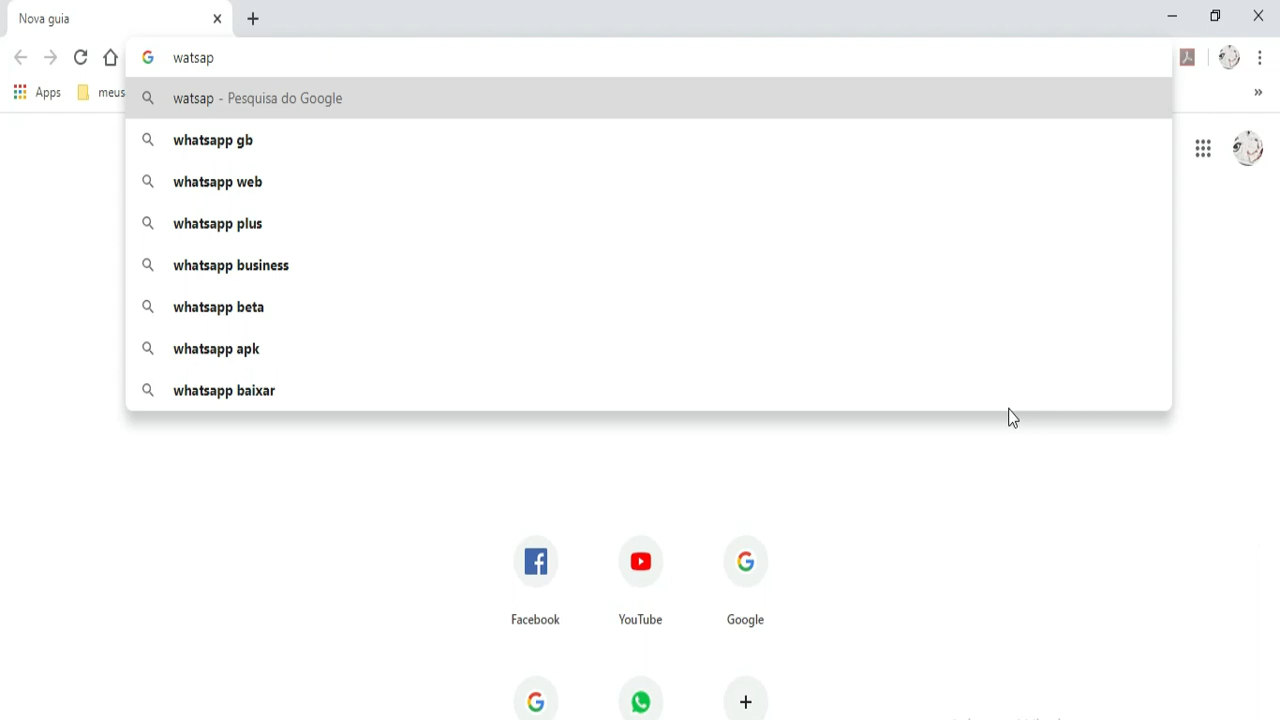 Nova guia
watsap
Apps meus
watsap - Pesquisa do Google
whatsapp gb
whatsapp web
whatsapp plus
whatsapp business
whatsapp beta
whatsapp apk
whatsapp baixar
Facebook YouTube Google